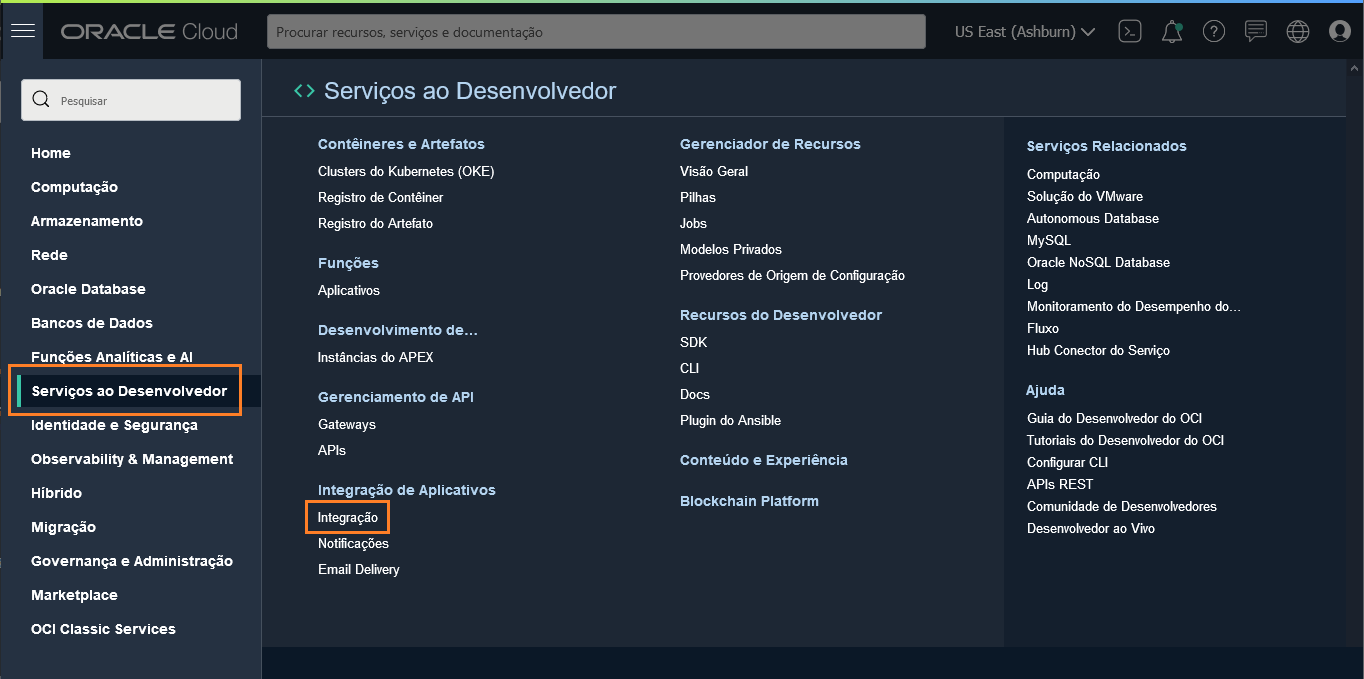 ORACLE Cloud
Procurar recursos, serviços e documentação
US East (Ashburn)
Pesquisar
Home
Computação
Armazenamento
Rede
Oracle Database
Bancos de Dados
Funções Analíticas e AI
Serviços ao Desenvolvedor
Identidade e Segurança
Observability & Management
Híbrido
Migração
Governança e Administração
Marketplace
OCI Classic Services
Serviços ao Desenvolvedor
Contêineres e Artefatos
Clusters do Kubernetes (OKE)
Registro de Contêiner
Registro do Artefato
Funções
Aplicativos
Desenvolvimento de...
Instâncias do APEX
Gerenciamento de API
Gateways
APIs
Integração de Aplicativos
Integração
Notificações
Email Delivery
Gerenciador de Recursos
Visão Geral
Pilhas
Jobs
Modelos Privados
Provedores de Origem de Configuração
Recursos do Desenvolvedor
SDK
CLI
Docs
Plugin do Ansible
Conteúdo e Experiência
Blockchain Platform
Serviços Relacionados
Computação
Solução do VMware
Autonomous Database
MySQL
Oracle NoSQL Database
Log
Monitoramento do Desempenho do...
Fluxo
Hub Conector do Serviço
Ajuda
Guia do Desenvolvedor do OCI
Tutoriais do Desenvolvedor do OCI
Configurar CLI
APIs REST
Comunidade de Desenvolvedores
Desenvolvedor ao Vivo